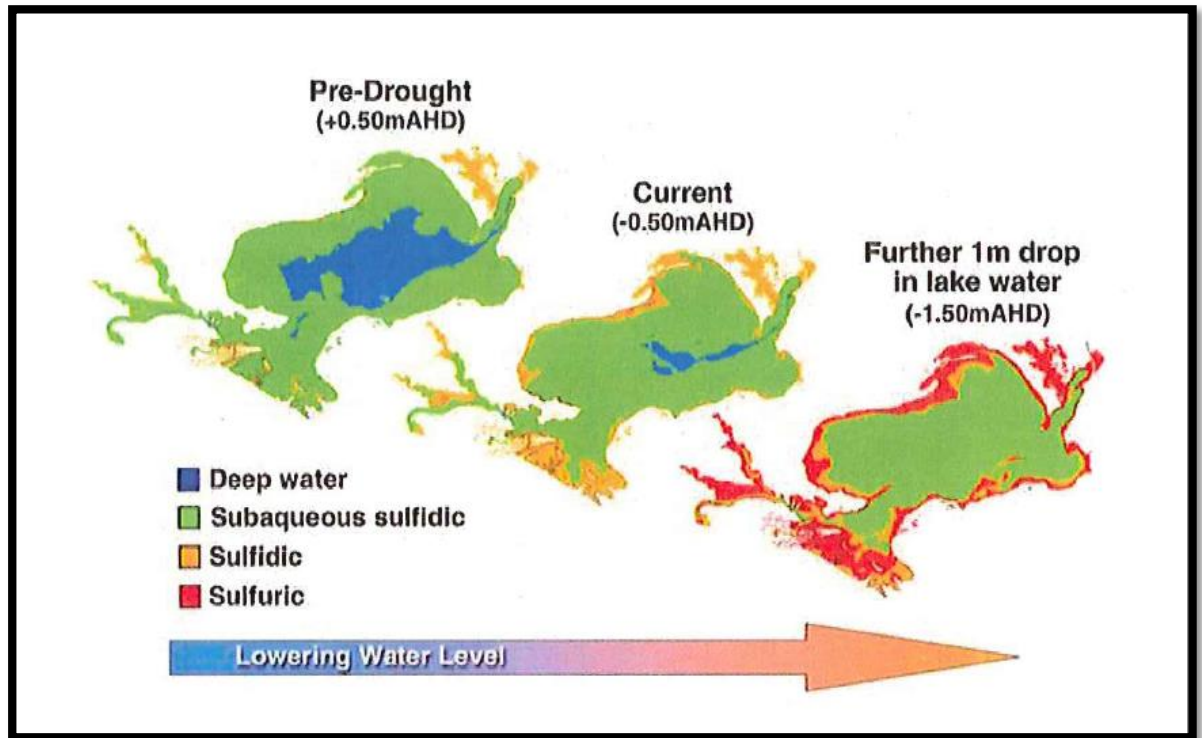 Pre-Drought
(+0.50mAHD)
Current
(-0.50mAHD)
Further 1m drop
in lake water
(-1.50mAHD)
Deep water
Subaqueous sulfidic
Sulfidic
Sulfuric
Lowering Water Level